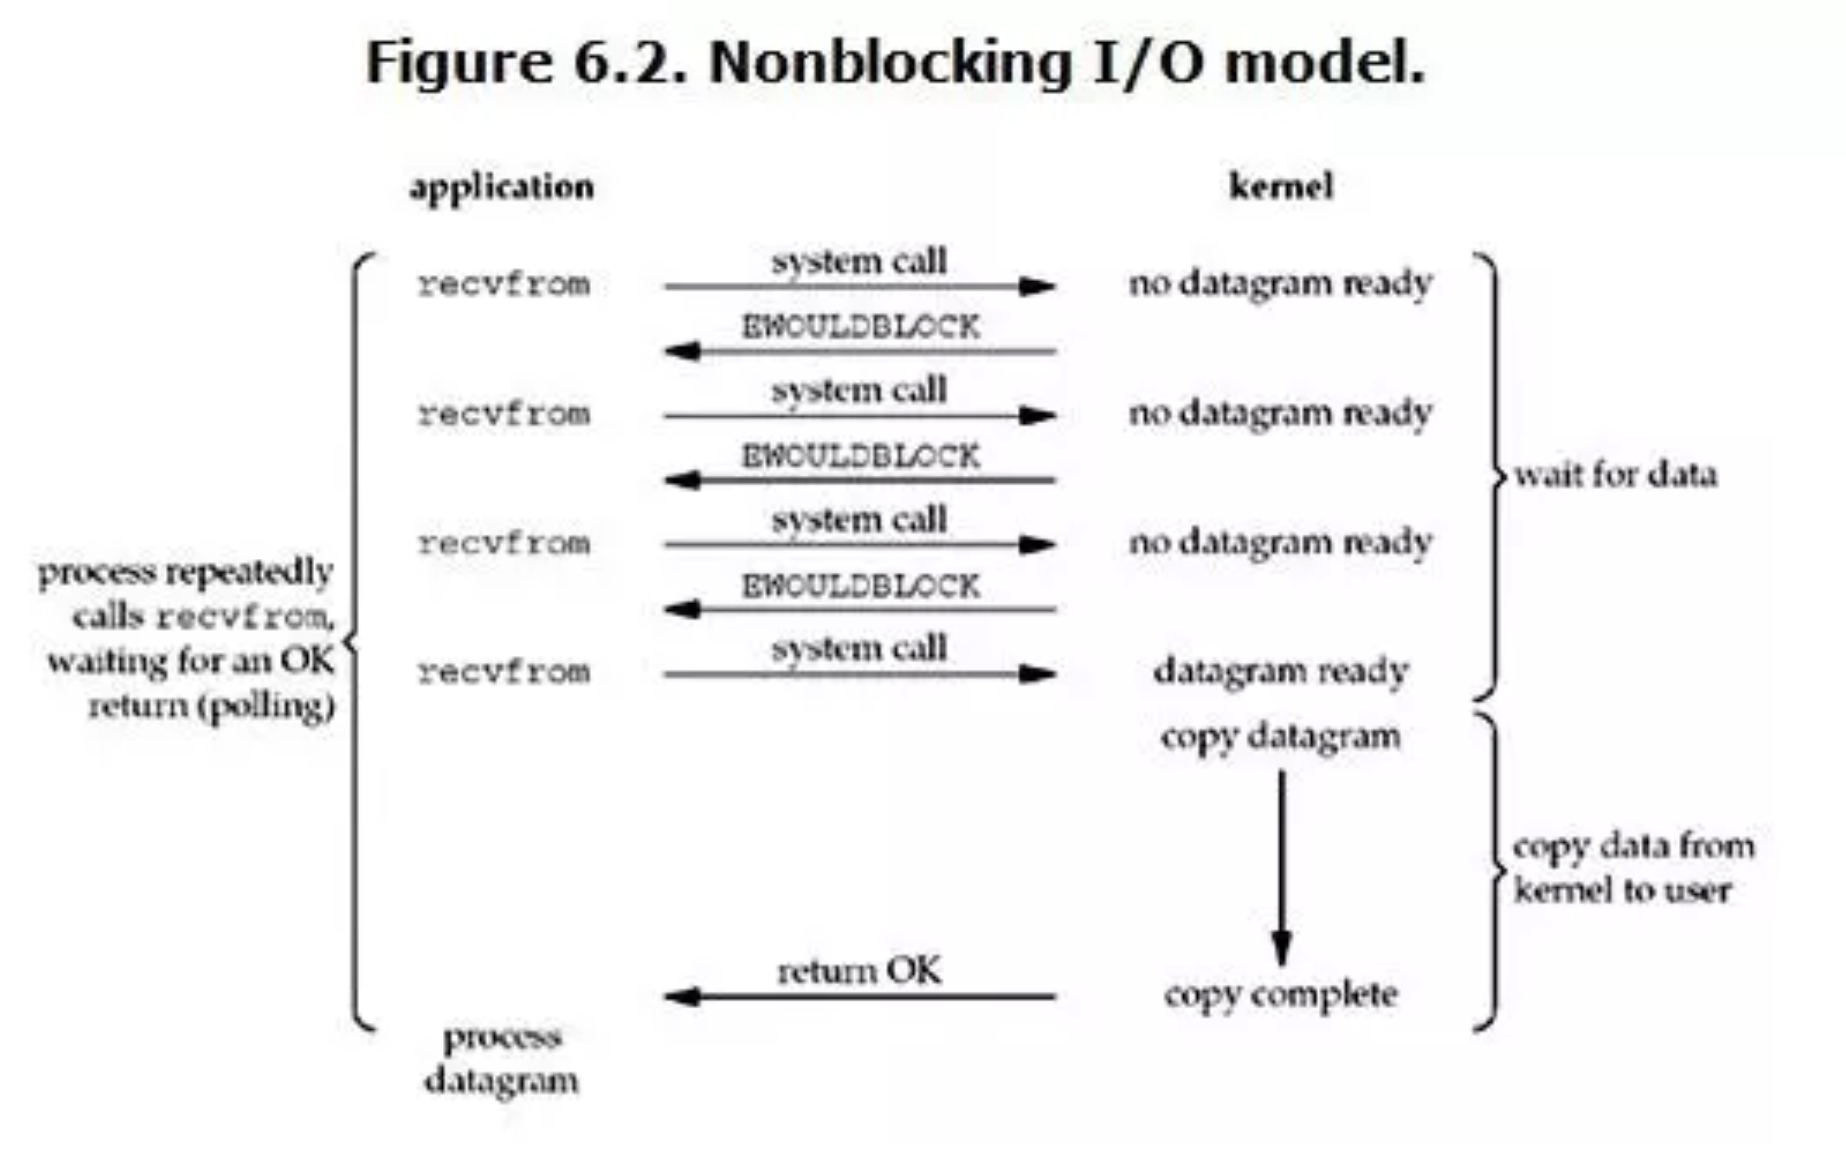 Figure 6.2. Nonblocking I/O model.
application
kernel
system call
recvfrom
no datagram ready
EWOULDBLOCK
system call
recvfrom
no datagram ready
EWOULDBLOCK
wait for data
system call
recvfrom
no datagram ready
EWOULDBLOCK
process repeatedly
calls recvfrom,
waiting for an OK
return (polling)
system call
recvfrom
datagram ready
copy datagram
copy data from
kernel to user
return OK
copy complete
process
datagram